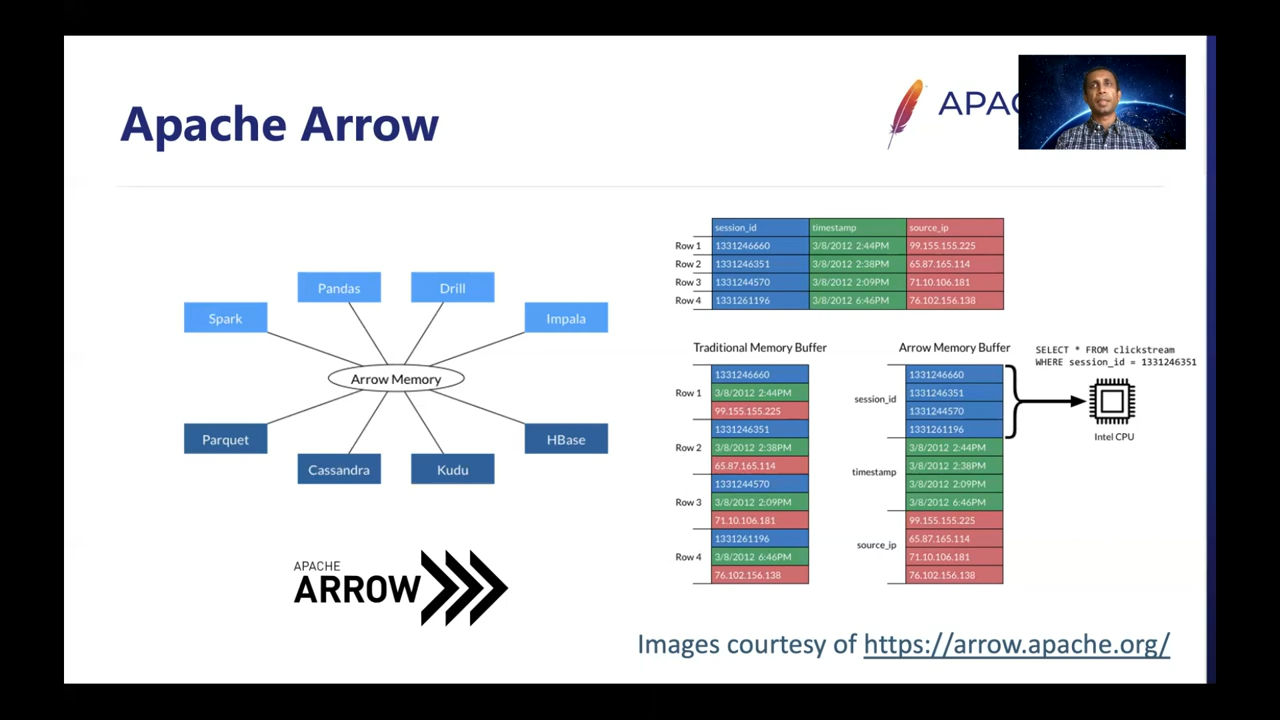 Apache Arrow
APAC
Pandas
Drill
Spark
Impala
Arrow Memory
Parquet
HBase
Cassandra
Kudu
APACHE
ARROW
session_id timestamp source_ip
Row 1 1331246660 3/8/2012 2:44PM 99.155.155.225
Row 2 1331246351 3/8/2012 2:38PM 65.87.165.114
Row 3 1331244570 3/8/2012 2:09PM 71.10.106.181
Row 4 1331261196 3/8/2012 6:46PM 76.102.156.138
Traditional Memory Buffer
Row 1
1331246660
3/8/2012 2:44PM
99.155.155.225
Row 2
1331246351
3/8/2012 2:38PM
65.87.165.114
Row 3
1331244570
3/8/2012 2:09PM
71.10.106.181
Row 4
1331261196
3/8/2012 6:46PM
76.102.156.138
Arrow Memory Buffer
session_id
1331246660
1331246351
1331244570
1331261196
timestamp
3/8/2012 2:44PM
3/8/2012 2:38PM
3/8/2012 2:09PM
3/8/2012 6:46PM
source_ip
99.155.155.225
65.87.165.114
71.10.106.181
76.102.156.138
SELECT * FROM clickstream
WHERE session_id = 1331246351
Intel CPU
Images courtesy of https://arrow.apache.org/